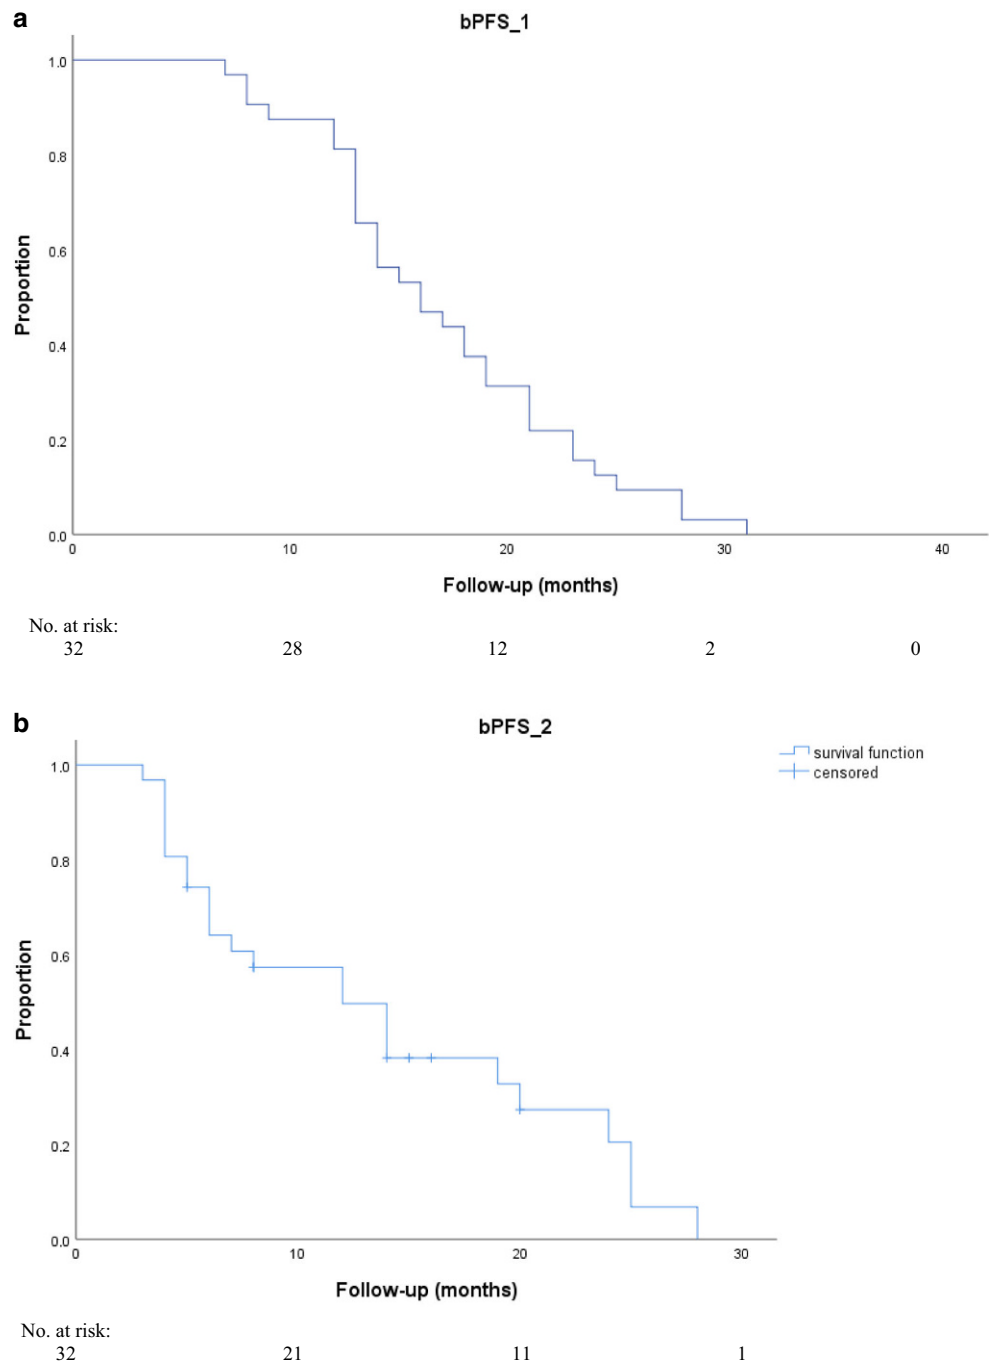 a
bPFS_1
1.0
0.8
0.6
0.4
0.2
0.0
Proportion
0 10 20 30 40
Follow-up (months)
No. at risk:
32 28 12 2 0
b
bPFS_2
survival function
censored
1.0
0.8
0.6
0.4
0.2
0.0
Proportion
0 10 20 30
Follow-up (months)
No. at risk:
32 21 11 1